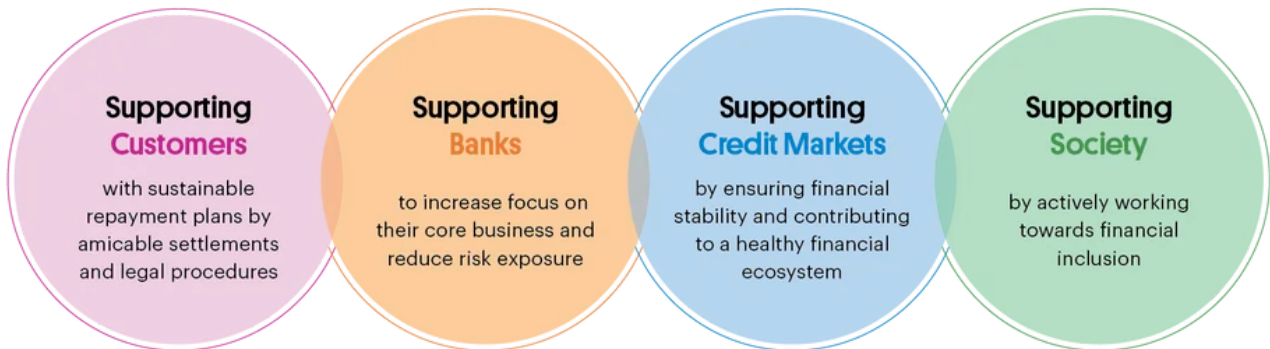 Supporting
Customers
with sustainable
repayment plans by
amicable settlements
and legal procedures
Supporting
Banks
to increase focus on
their core business and
reduce risk exposure
Supporting
Credit Markets
by ensuring financial
stability and contributing
to a healthy financial
ecosystem
Supporting
Society
by actively working
towards financial
inclusion